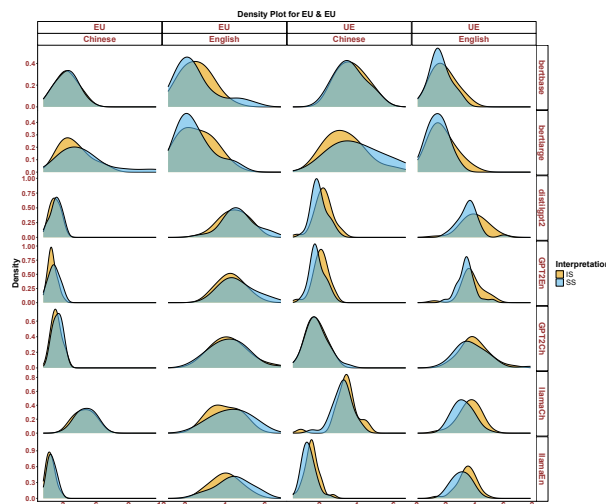 Density Plot for EU & EU
EU EU UE UE
Chinese English Chinese English
0.4
0.2
0.0
bertbase
0.4
0.3
0.2
0.1
0.0
bertlarge
1.00
0.75
0.50
0.25
0.00
distilgpt2
1.00
0.75
0.50
0.25
0.00
GPT2En
Density
Interpretation
IS
SS
0.6
0.4
0.2
0.0
GPT2Ch
0.8
0.6
0.4
0.2
0.0
llamaCh
0.9
0.6
0.3
0.0
llamaEn